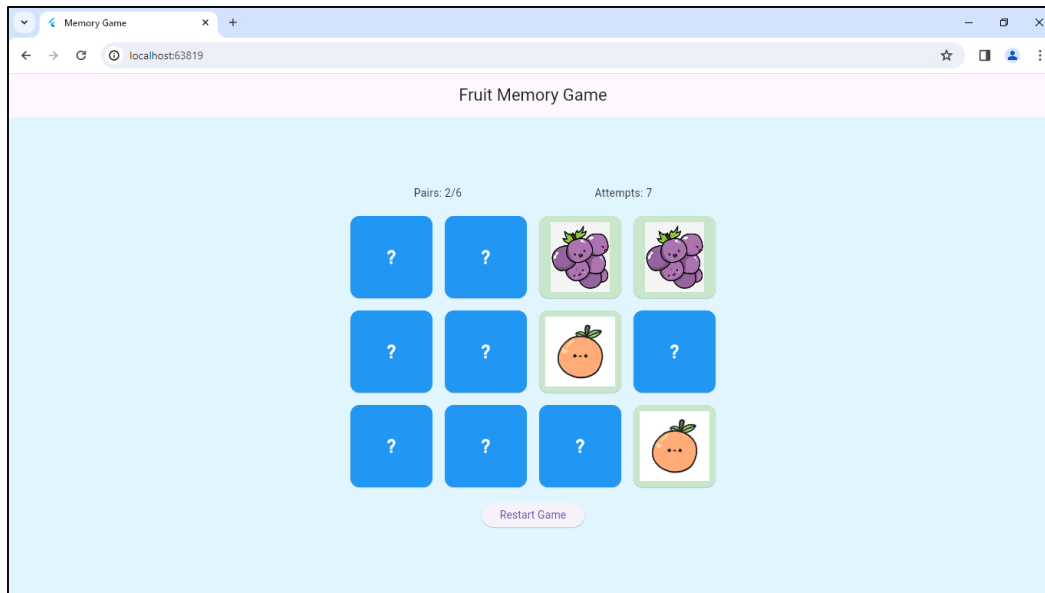 Memory Game
localhost:63819
Fruit Memory Game
Pairs: 2/6
Attempts: 7
? ?
? ? ?
? ? ?
Restart Game